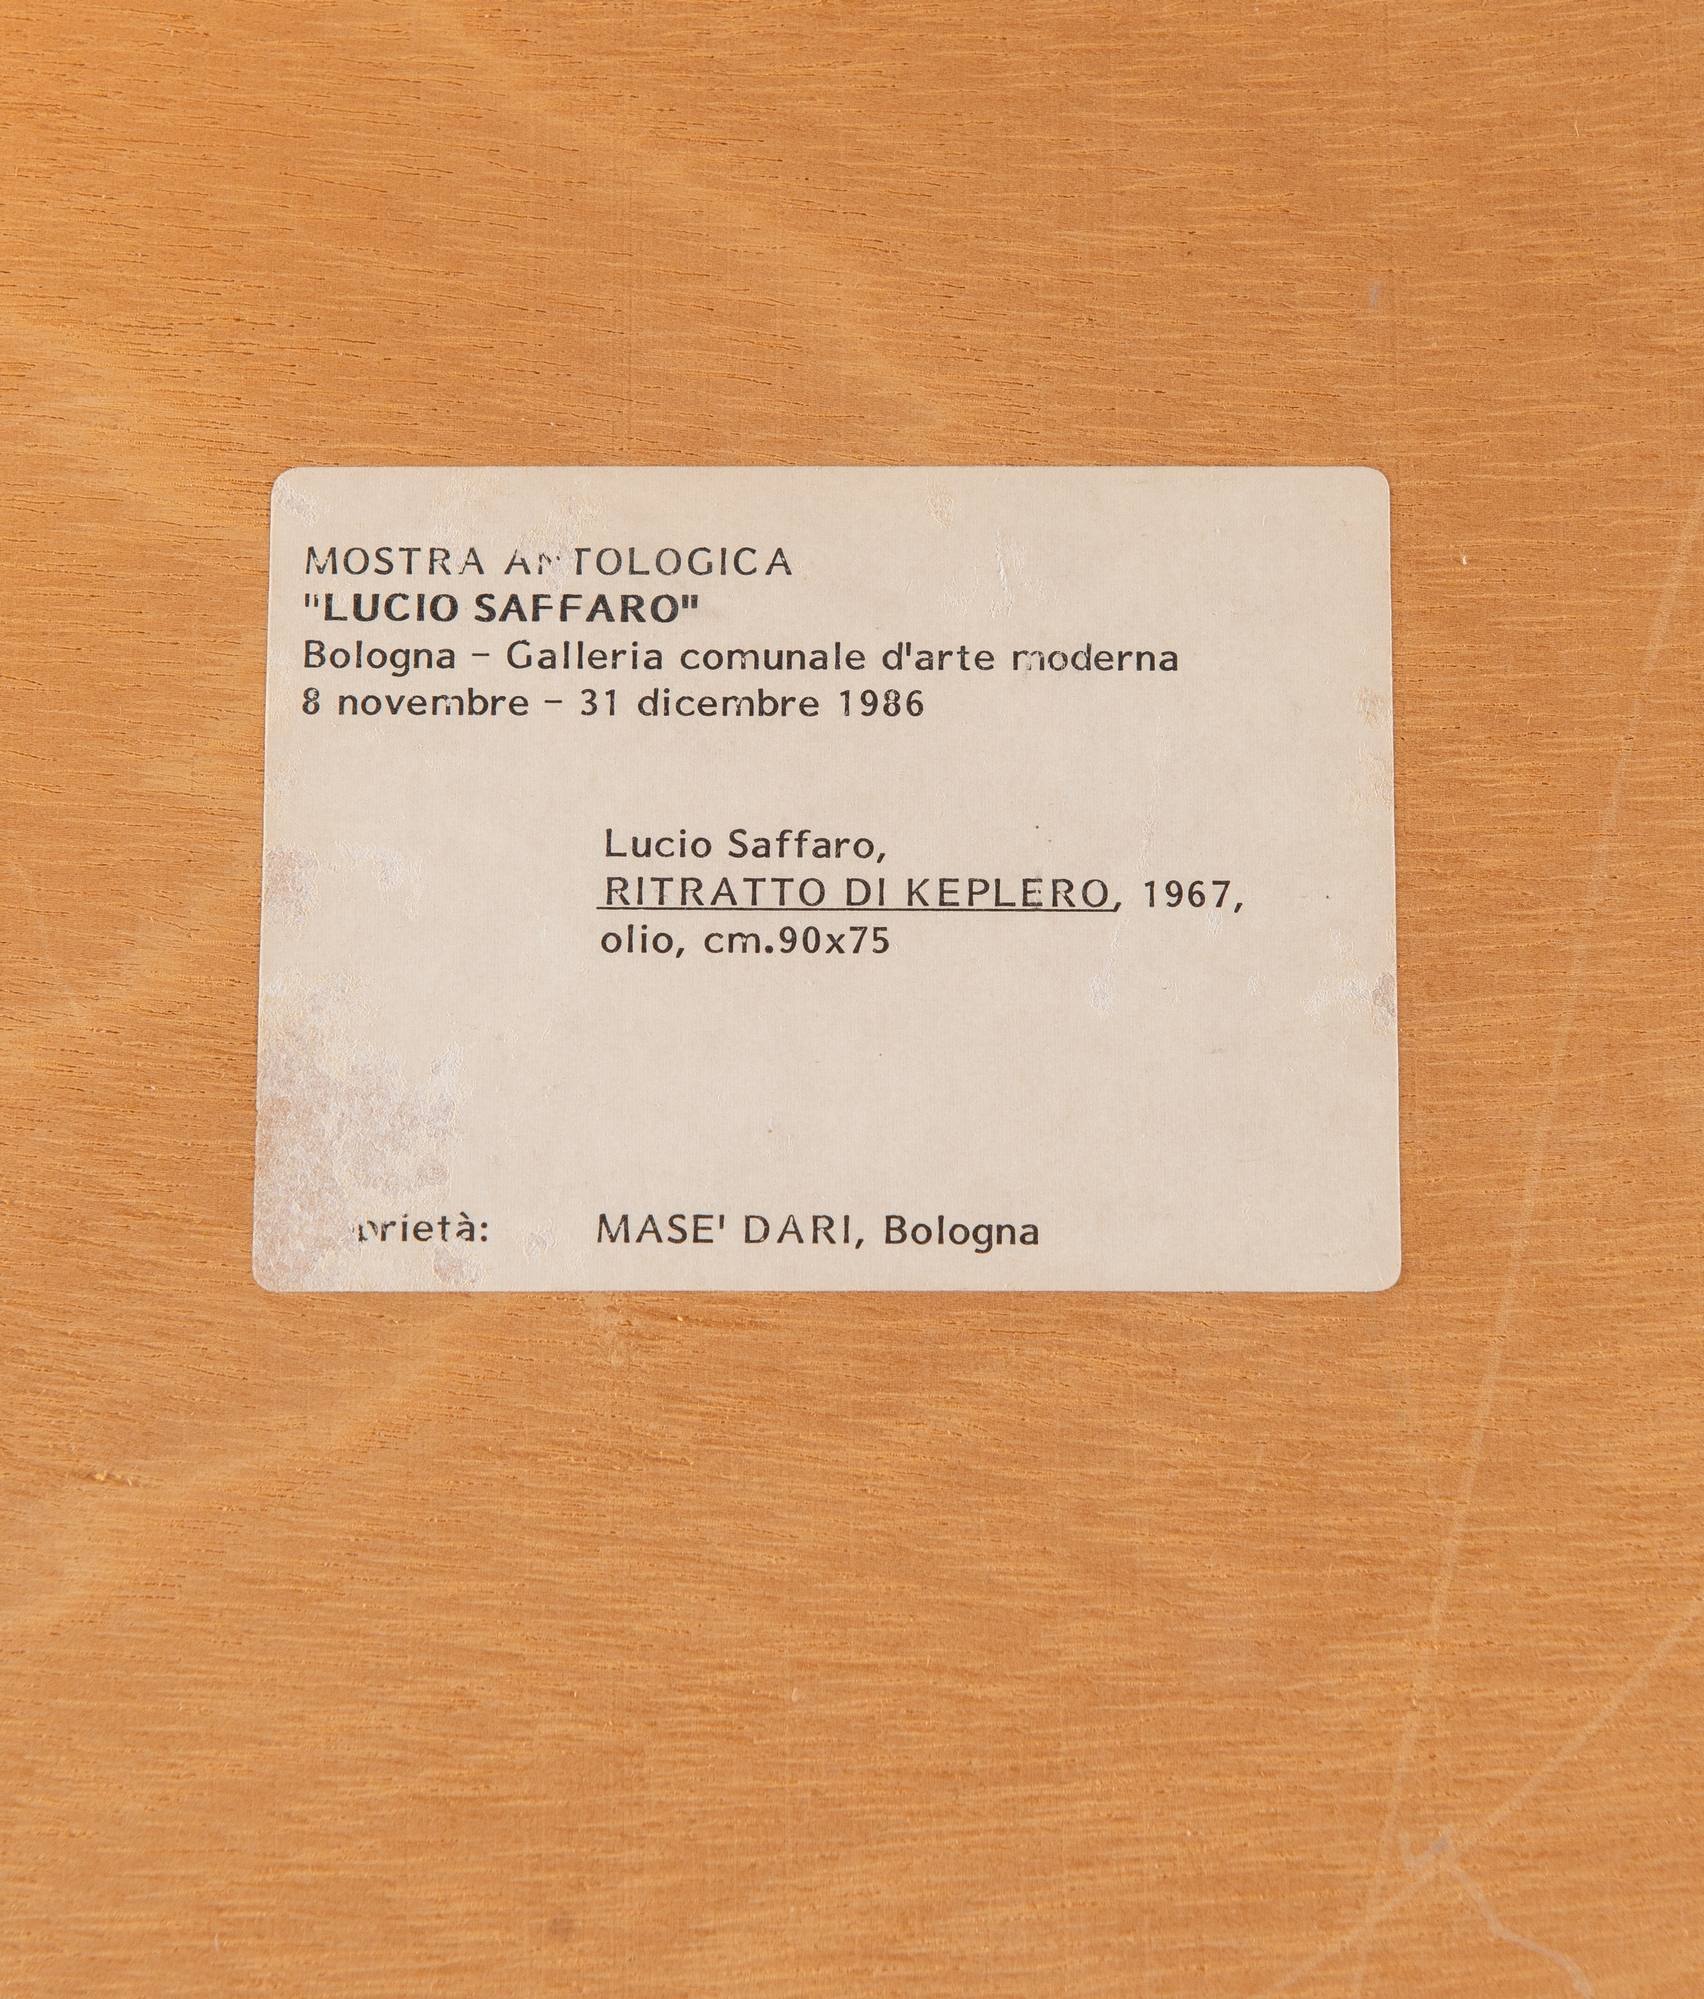 MOSTRA ANTOLOGICA
"LUCIO SAFFARO"
Bologna - Galleria comunale d'arte moderna
8 novembre - 31 dicembre 1986
Lucio Saffaro,
RITRATTO DI KEPLERO, 1967,
olio, cm.90x75
prietà: MASE' DARI, Bologna